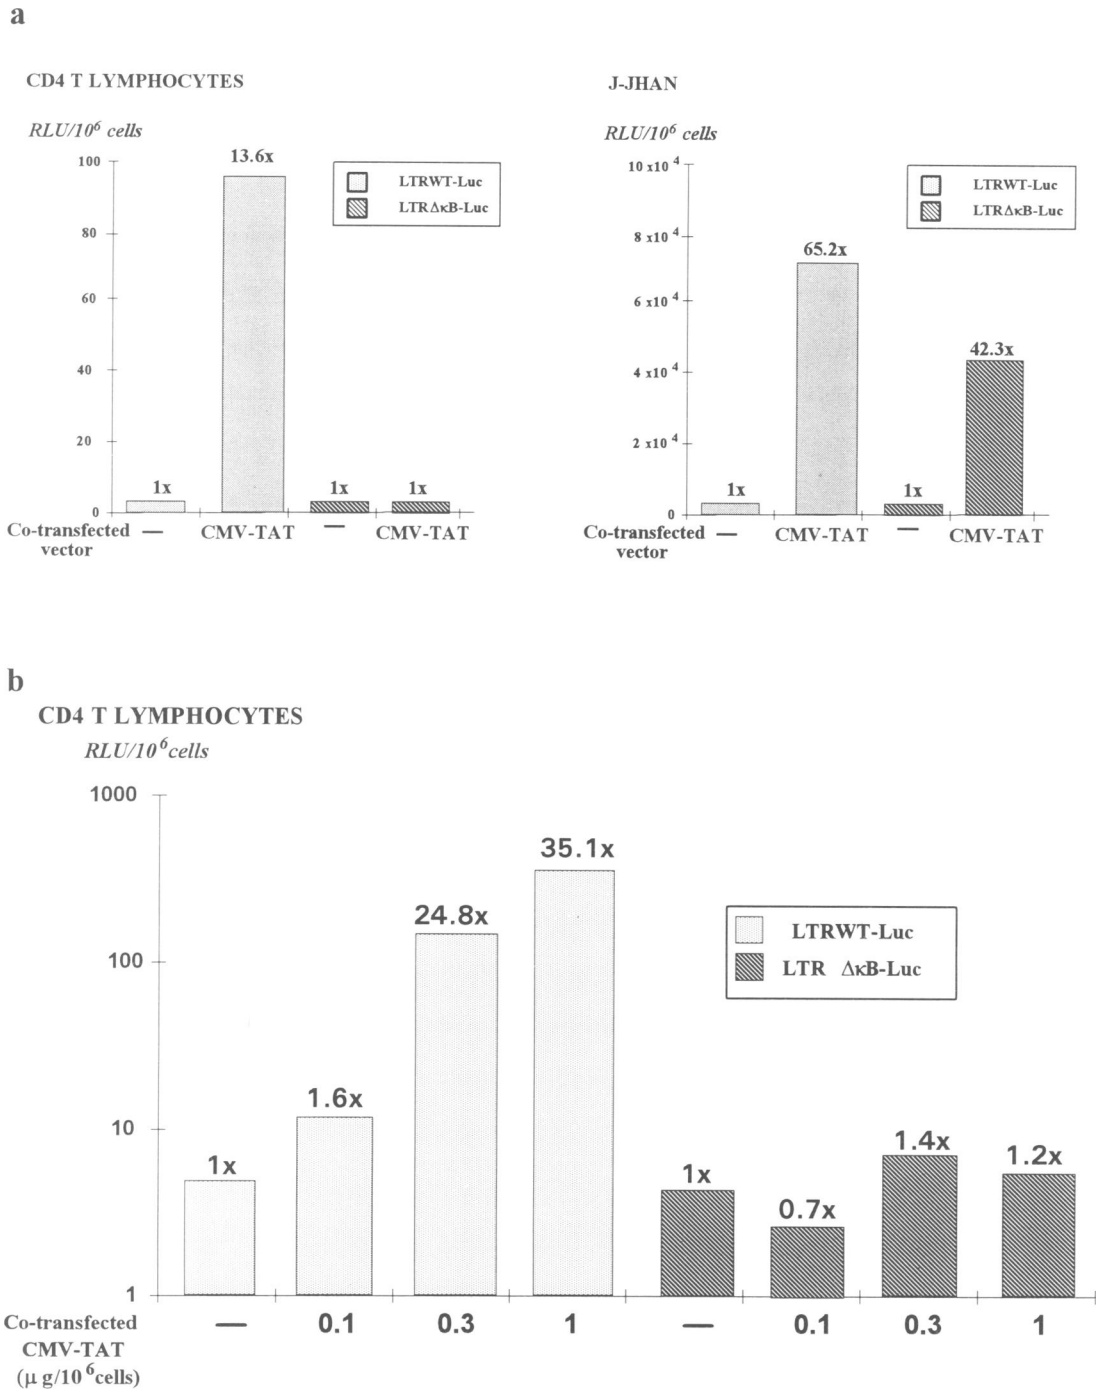 a
CD4 T LYMPHOCYTES
RLU/10⁶ cells
100
80
60
40
20
0
13.6x
1x
1x
1x
LTRWT-Luc
LTRΔκB-Luc
Co-transfected vector
—
CMV-TAT
—
CMV-TAT
J-JHAN
RLU/10⁶ cells
10 x10⁴
8 x10⁴
6 x10⁴
4 x10⁴
2 x10⁴
0
1x
65.2x
1x
42.3x
LTRWT-Luc
LTRΔκB-Luc
Co-transfected vector
—
CMV-TAT
—
CMV-TAT
b
CD4 T LYMPHOCYTES
RLU/10⁶ cells
1000
100
10
1
1x
1.6x
24.8x
35.1x
1x
0.7x
1.4x
1.2x
LTRWT-Luc
LTR ΔκB-Luc
Co-transfected
CMV-TAT
(μ g/10⁶cells)
— 0.1 0.3 1 — 0.1 0.3 1